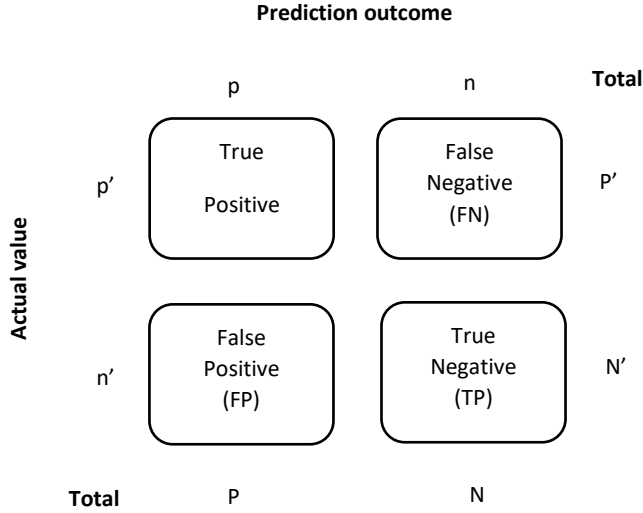 Prediction outcome
p
n
Total
Actual value
p’
True
Positive
False
Negative
(FN)
P’
n’
False
Positive
(FP)
True
Negative
(TP)
N’
Total
P
N